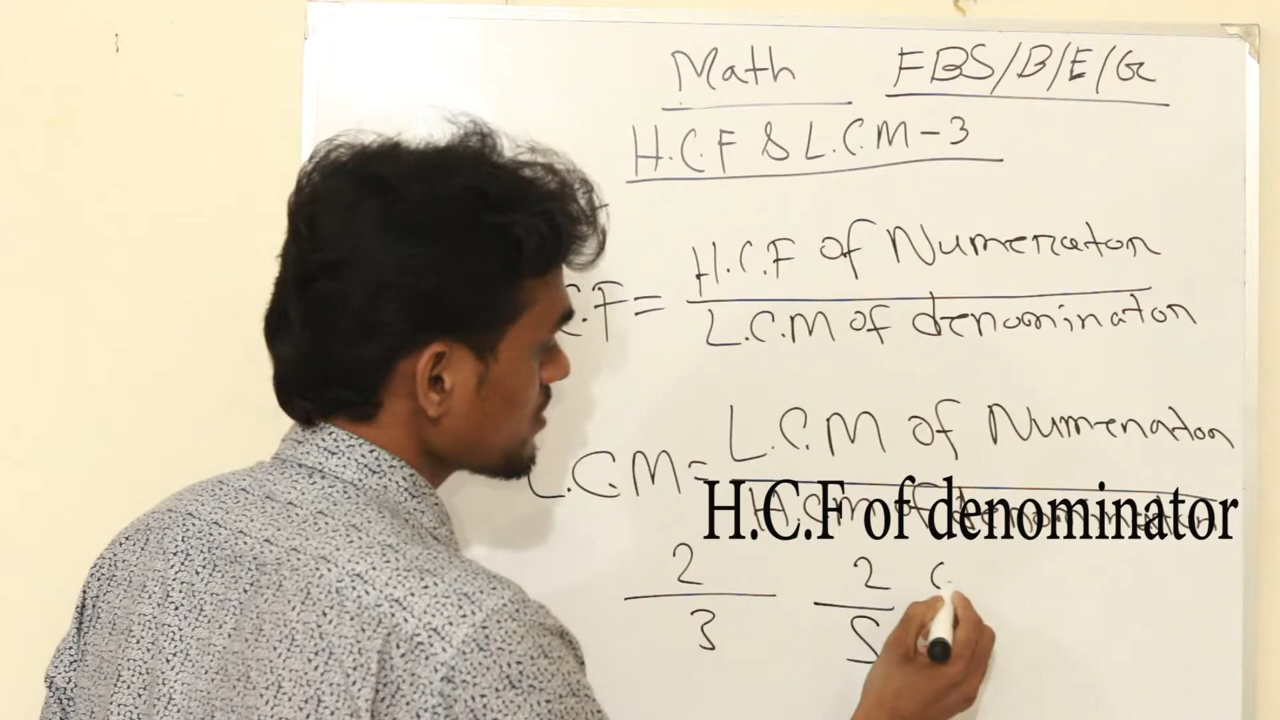 Math FBS/B/E/G
H.C.F & L.C.M-3
C.F = H.C.F of Numerator
L.C.M of denominator
L.C.M = L.C.M of Numerator
H.C.F of denominator
2 2
3 5